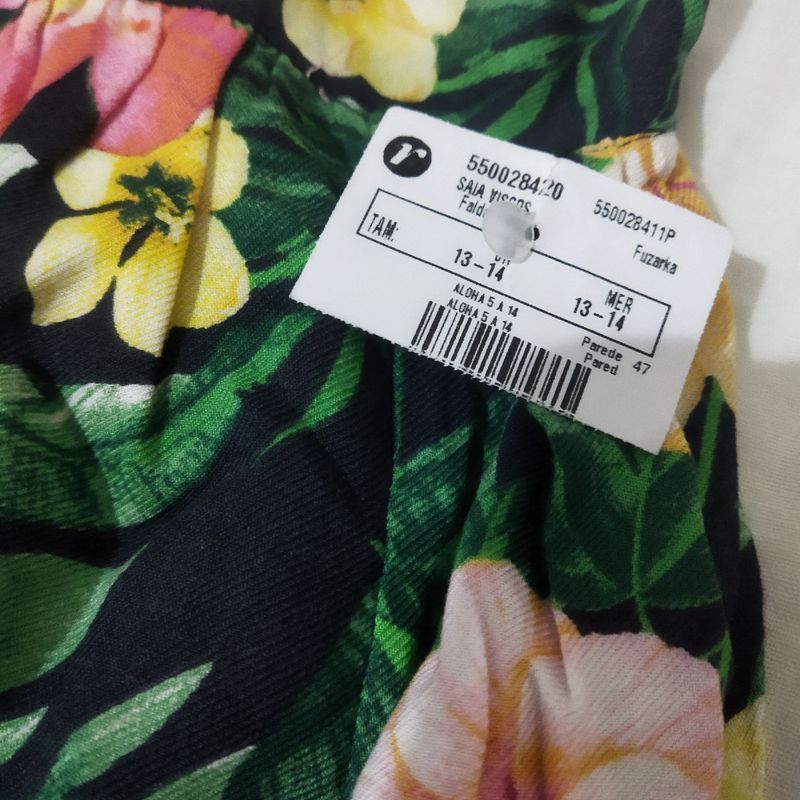 r
550028420
550028411P
SAIA VISCOS
Fuzarka
TAM:
13-14
MER
13-14
ALOHA 5 A 14
ALOHA 5 A 14
Parede
Pared 47